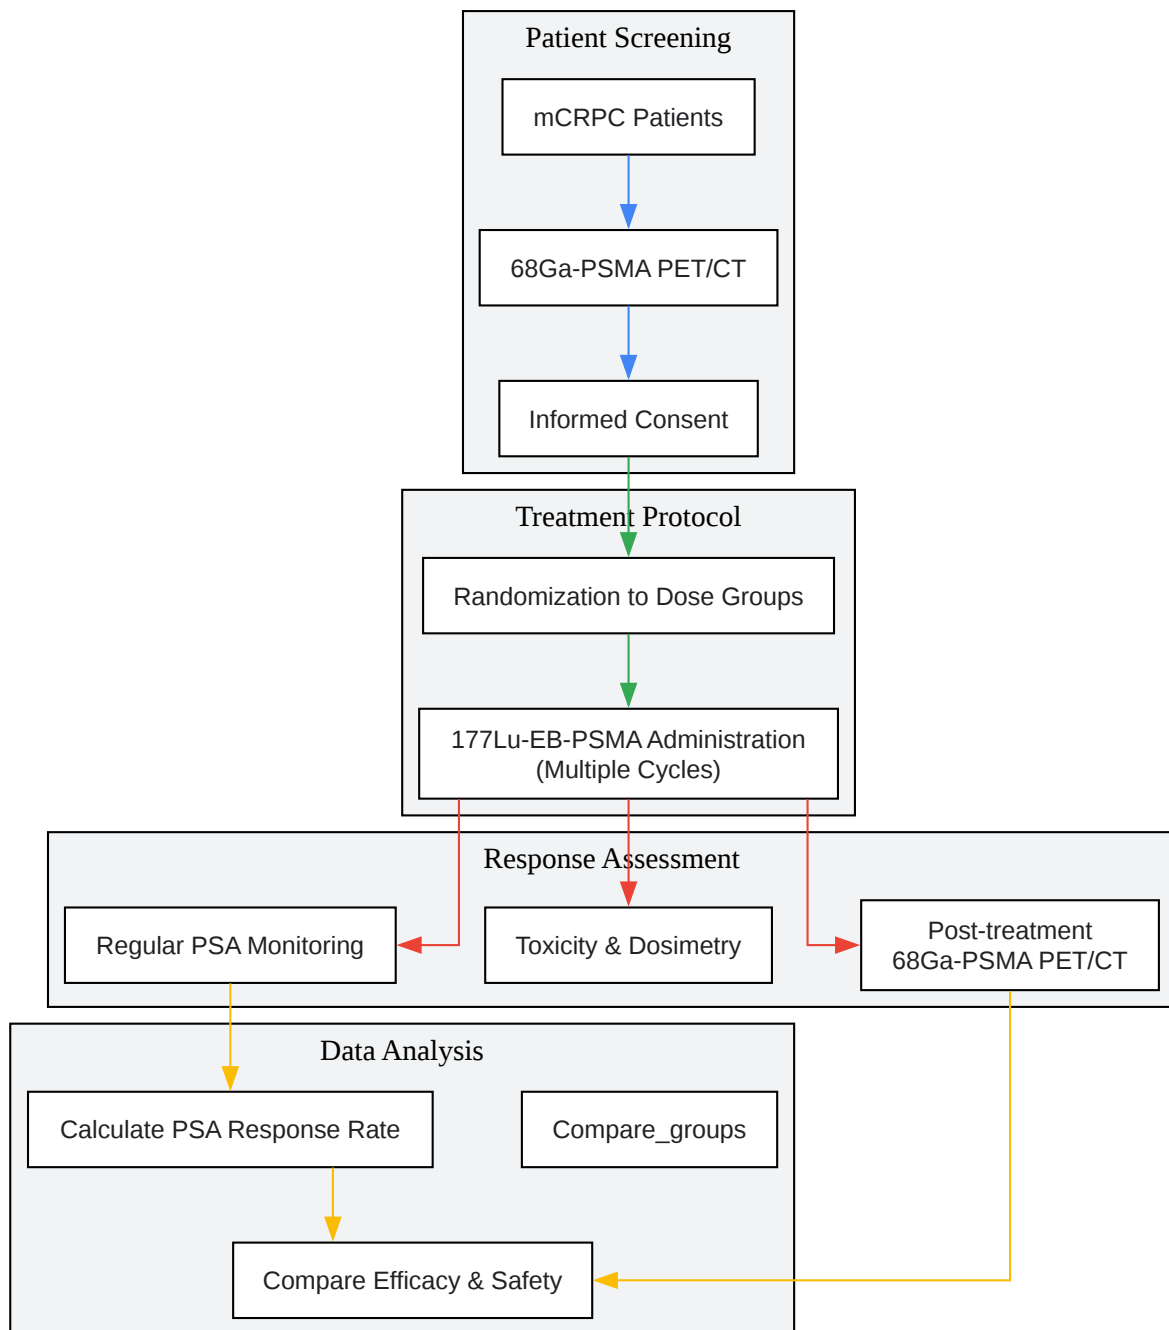 Patient Screening
mCRPC Patients
68Ga-PSMA PET/CT
Informed Consent
Treatment Protocol
Randomization to Dose Groups
177Lu-EB-PSMA Administration
(Multiple Cycles)
Response Assessment
Regular PSA Monitoring
Toxicity & Dosimetry
Post-treatment
68Ga-PSMA PET/CT
Data Analysis
Calculate PSA Response Rate
Compare_groups
Compare Efficacy & Safety